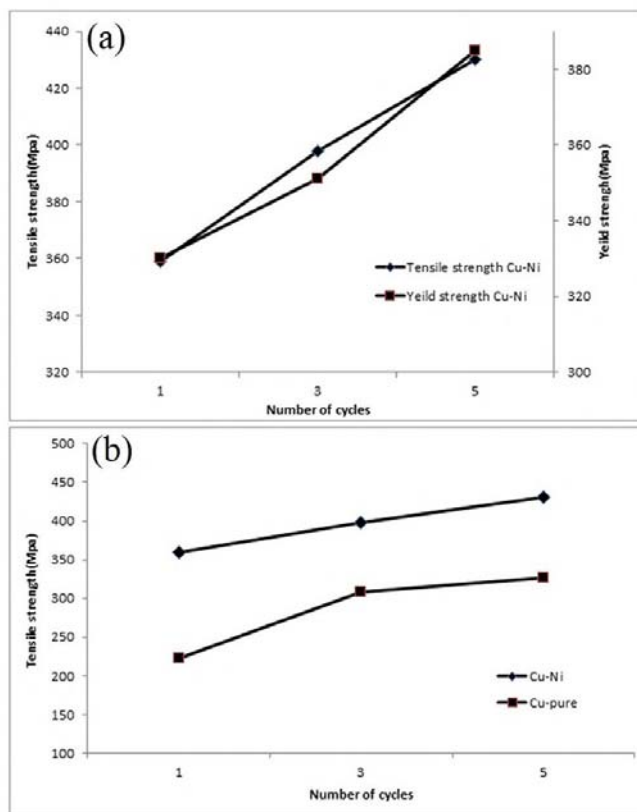 (a)
440
420
400
380
360
340
320
Tensile strength(Mpa)
380
360
340
320
300
Yeild strengh(Mpa)
Tensile strength Cu-Ni
Yeild strength Cu-Ni
1 3 5
Number of cycles
(b)
500
450
400
350
300
250
200
150
100
Tensile strength(Mpa)
Cu-Ni
Cu-pure
1 3 5
Number of cycles